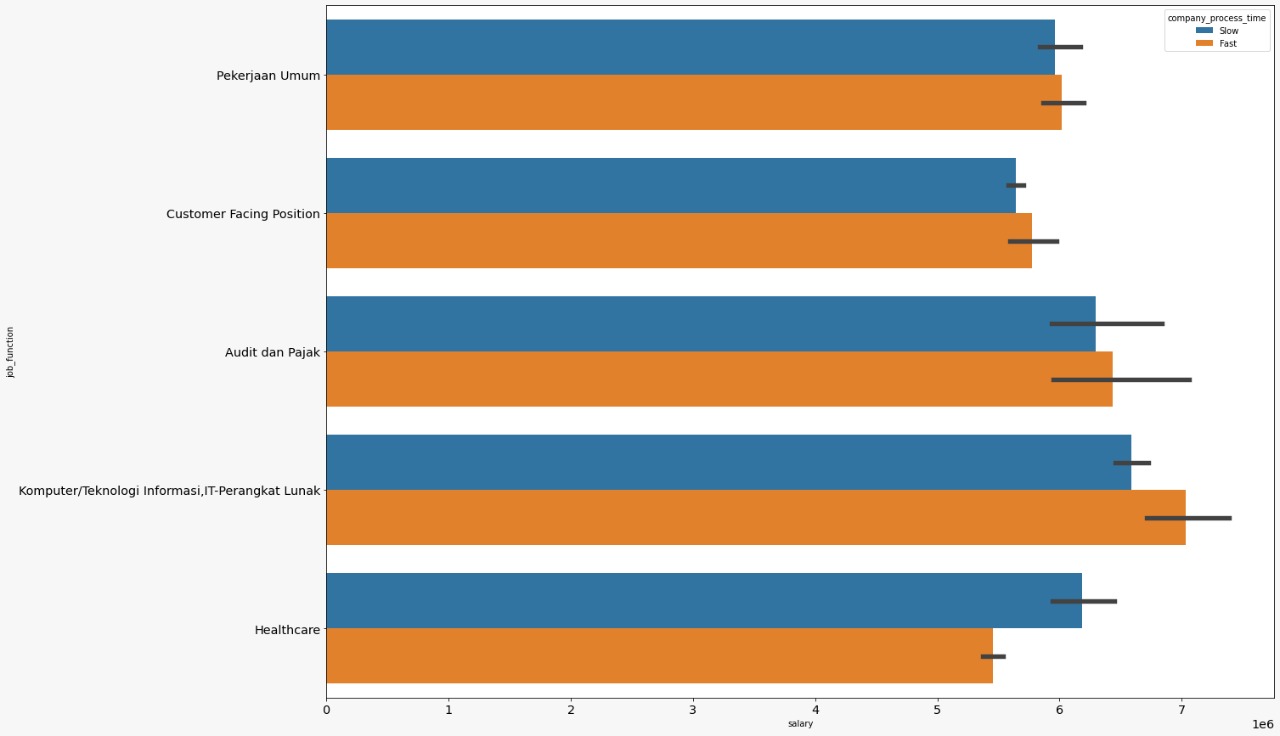 company_process_time
Slow
Fast
Pekerjaan Umum
Customer Facing Position
Audit dan Pajak
Komputer/Teknologi Informasi,IT-Perangkat Lunak
Healthcare
job_function
0 1 2 3 4 5 6 7
1e6
salary